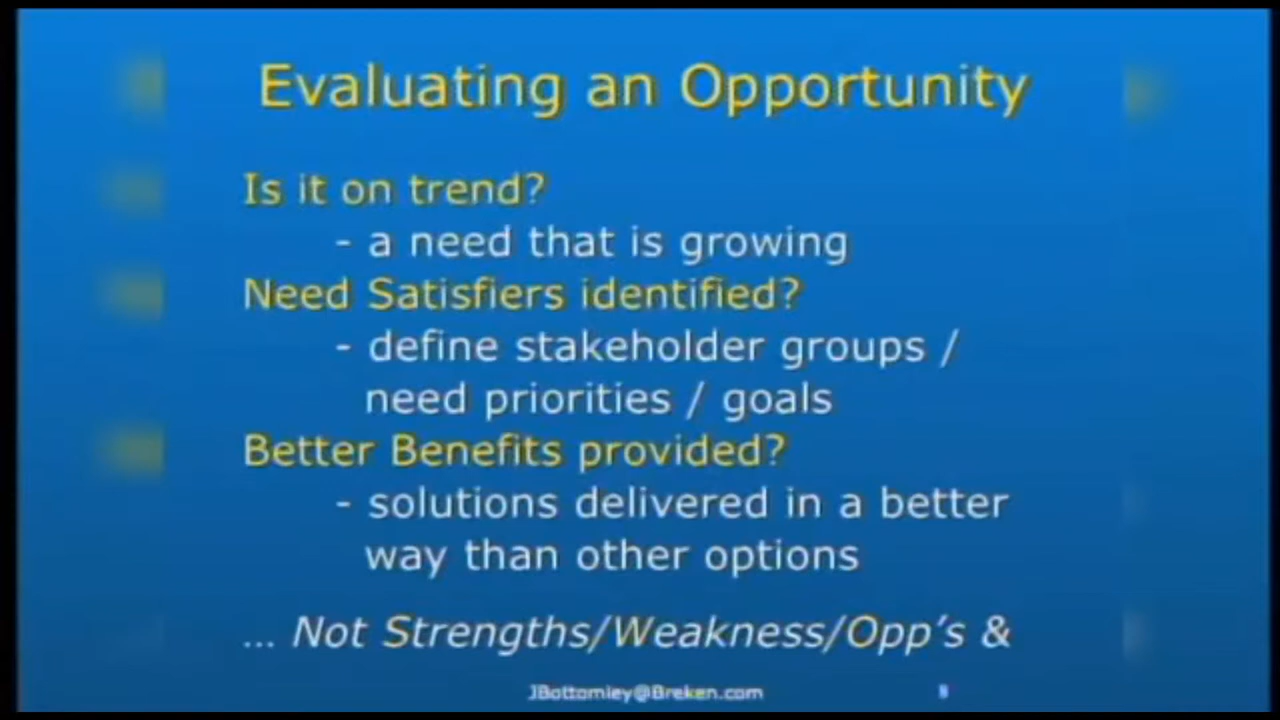 Evaluating an Opportunity
Is it on trend?
- a need that is growing
Need Satisfiers identified?
- define stakeholder groups /
need priorities / goals
Better Benefits provided?
- solutions delivered in a better
way than other options
... Not Strengths/Weakness/Opp's &
JBottomley@Breken.com